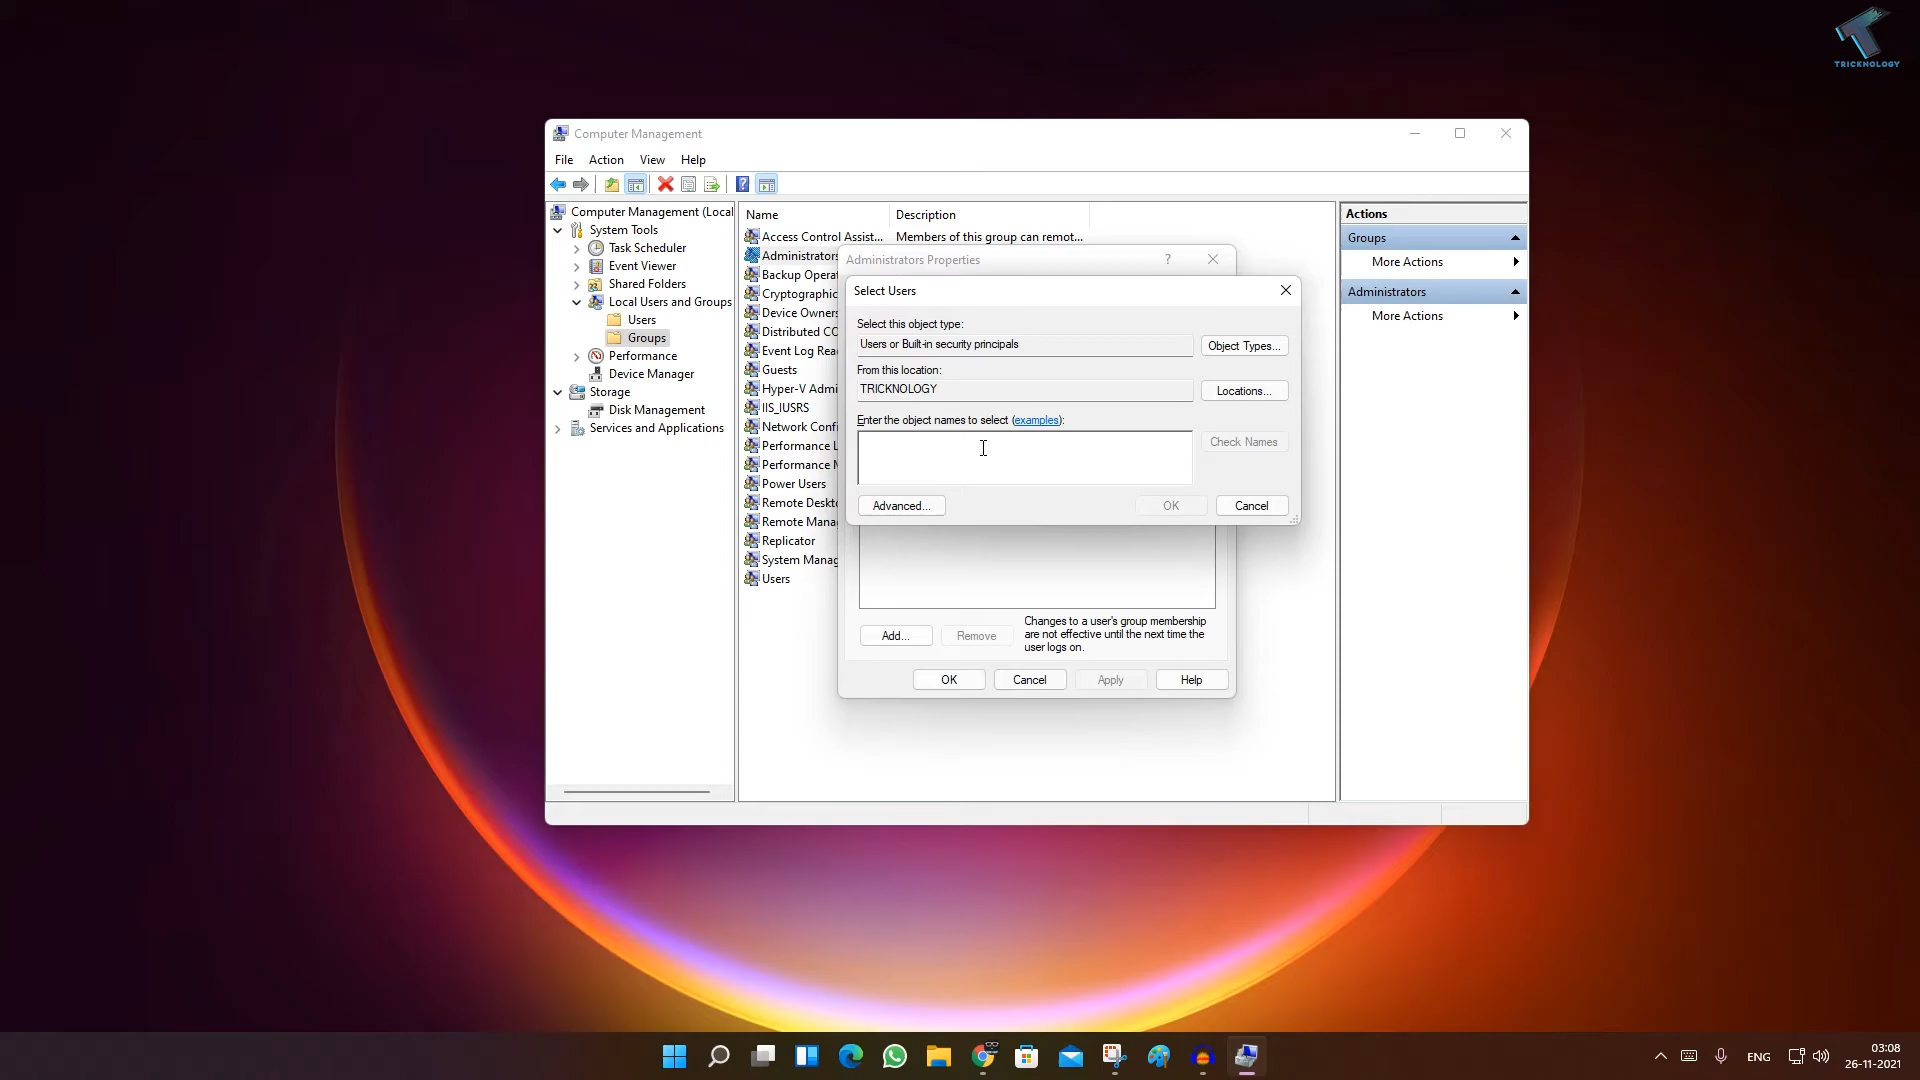 TRICKNOLOGY
Computer Management
File Action View Help
Computer Management (Local
System Tools
Task Scheduler
Event Viewer
Shared Folders
Local Users and Groups
Users
Groups
Performance
Device Manager
Storage
Disk Management
Services and Applications
Name Description
Access Control Assist... Members of this group can remot...
Administrators
Backup Opera
Cryptographic
Device Owners
Distributed CO
Event Log Rea
Guests
Hyper-V Admi
IIS_IUSRS
Network Confi
Performance L
Performance M
Power Users
Remote Deskto
Remote Mana
Replicator
System Manag
Users
Administrators Properties ?
Select Users
Select this object type:
Users or Built-in security principals Object Types...
From this location:
TRICKNOLOGY Locations...
Enter the object names to select (examples):
Check Names
Advanced... OK Cancel
Add... Remove
Changes to a user's group membership
are not effective until the next time the
user logs on.
OK Cancel Apply Help
Actions
Groups
More Actions
Administrators
More Actions
ENG
03:08
26-11-2021